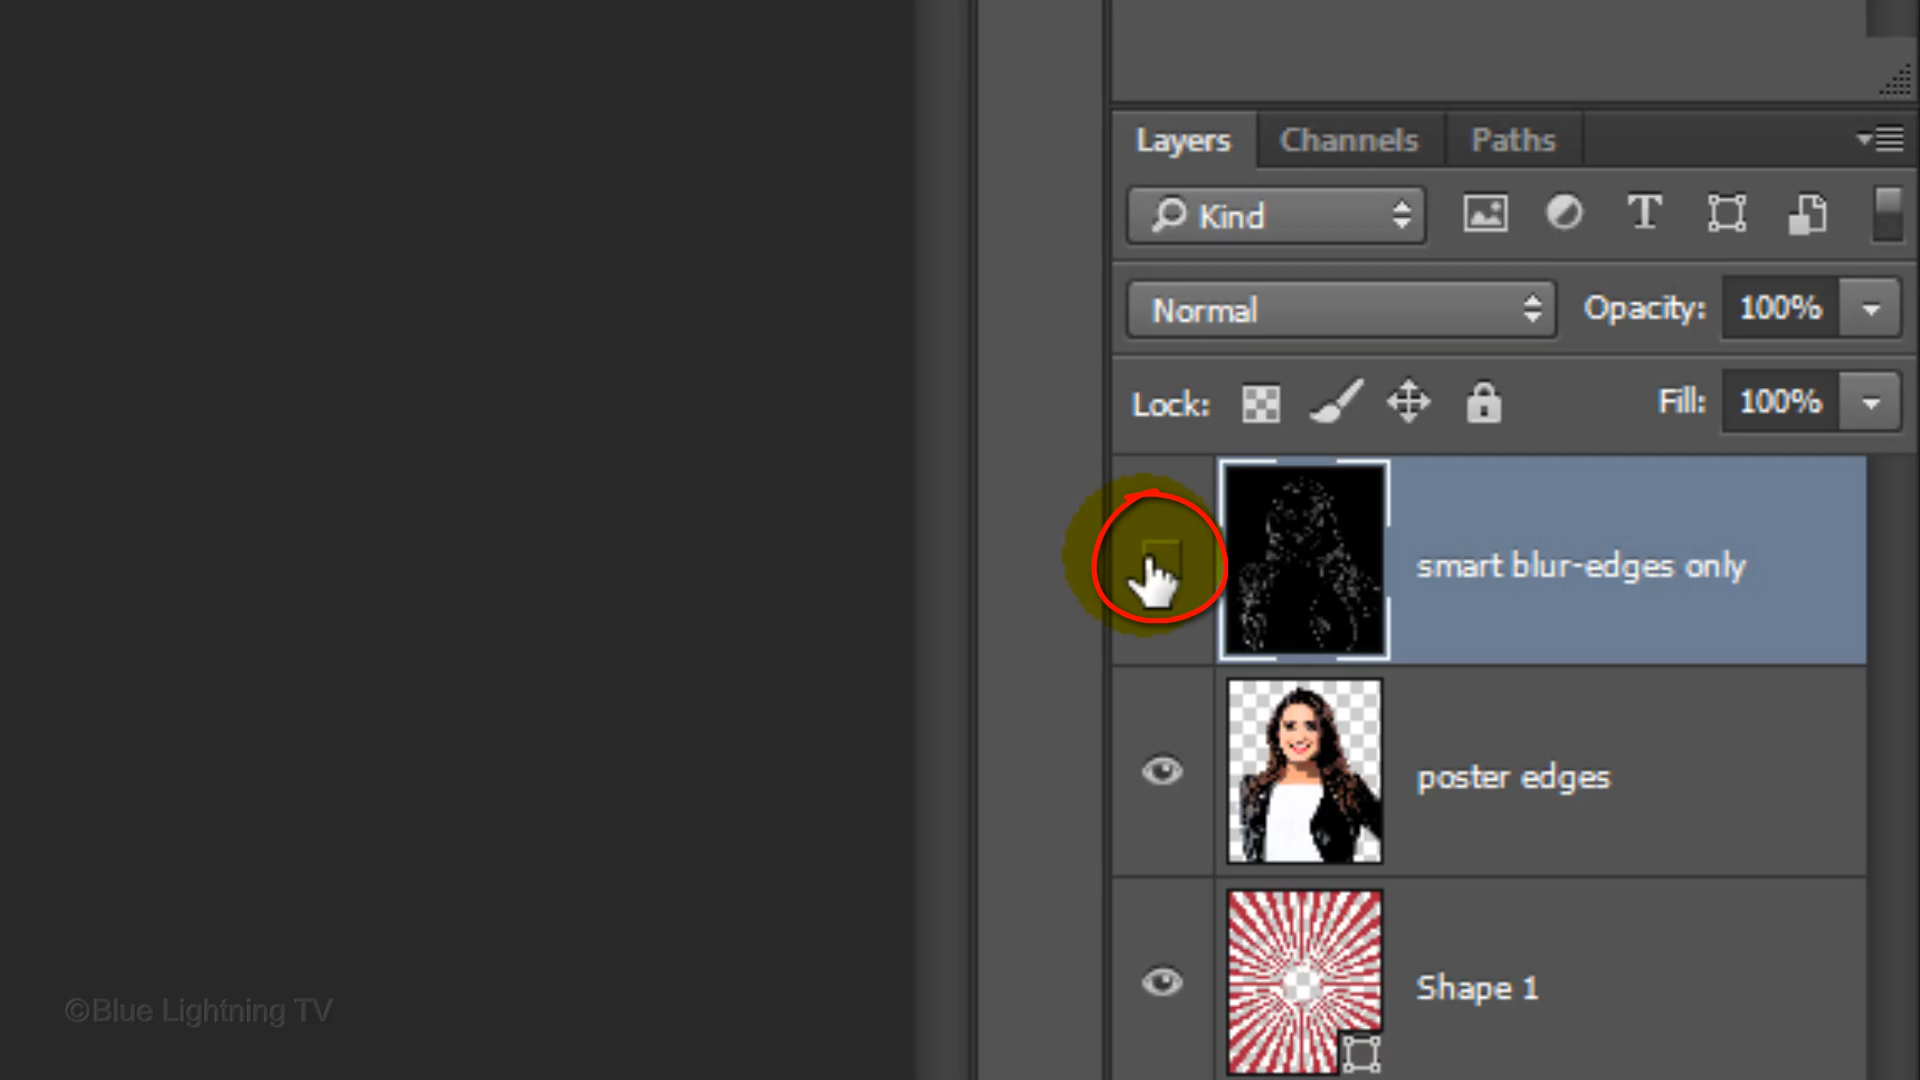 Layers Channels Paths
Kind
Normal Opacity: 100%
Lock: Fill: 100%
smart blur-edges only
poster edges
Shape 1
©Blue Lightning TV